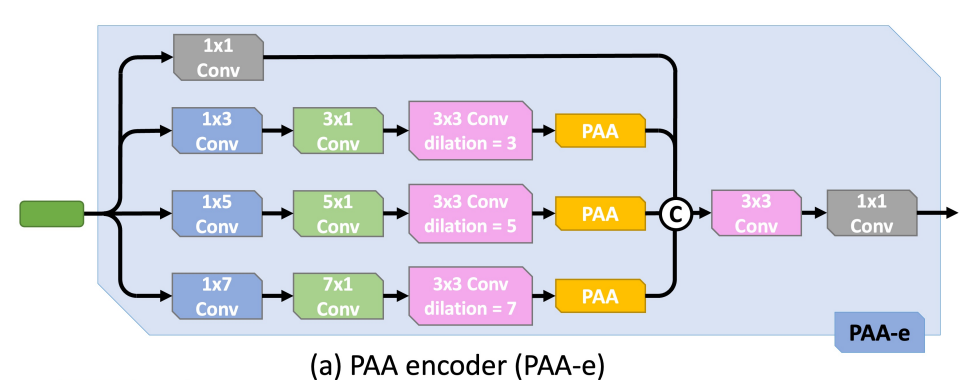 1x1
Conv
1x3
Conv
3x1
Conv
3x3 Conv
dilation = 3
PAA
1x5
Conv
5x1
Conv
3x3 Conv
dilation = 5
PAA
C
3x3
Conv
1x1
Conv
1x7
Conv
7x1
Conv
3x3 Conv
dilation = 7
PAA
PAA-e
(a) PAA encoder (PAA-e)